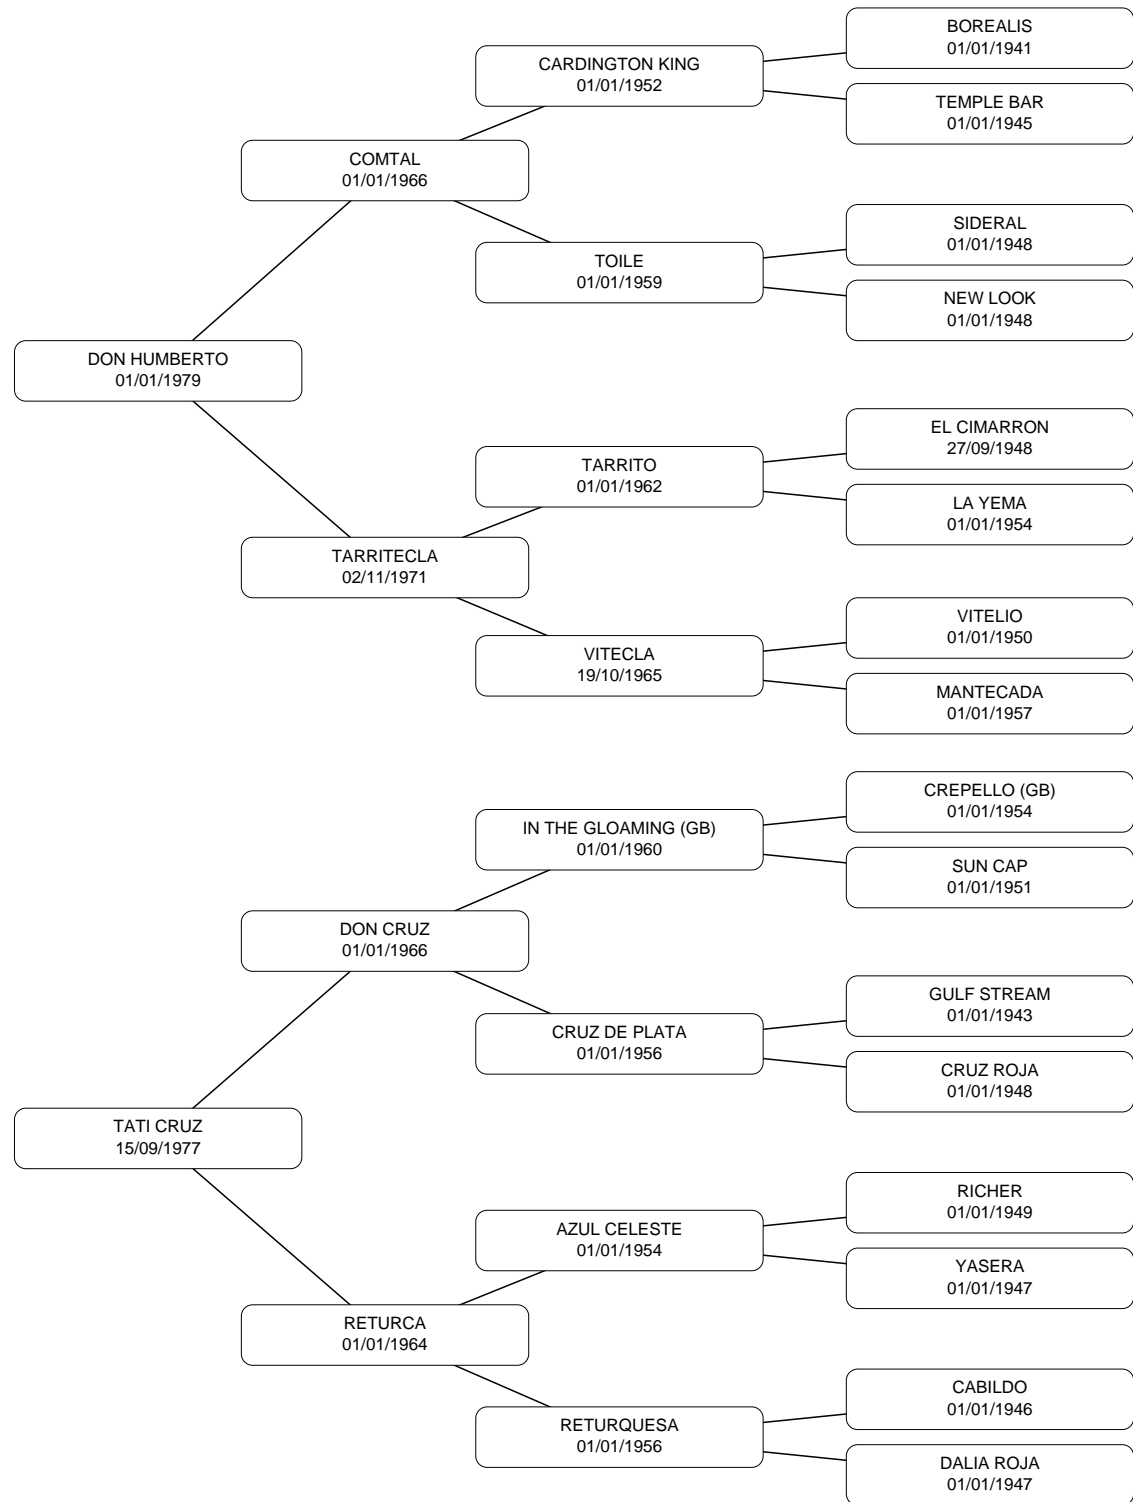 BOREALIS
01/01/1941
CARDINGTON KING
01/01/1952
TEMPLE BAR
01/01/1945
COMTAL
01/01/1966
SIDERAL
01/01/1948
TOILE
01/01/1959
NEW LOOK
01/01/1948
DON HUMBERTO
01/01/1979
EL CIMARRON
27/09/1948
TARRITO
01/01/1962
LA YEMA
01/01/1954
TARRITECLA
02/11/1971
VITELIO
01/01/1950
VITECLA
19/10/1965
MANTECADA
01/01/1957
CREPELLO (GB)
01/01/1954
IN THE GLOAMING (GB)
01/01/1960
SUN CAP
01/01/1951
DON CRUZ
01/01/1966
GULF STREAM
01/01/1943
CRUZ DE PLATA
01/01/1956
CRUZ ROJA
01/01/1948
TATI CRUZ
15/09/1977
RICHER
01/01/1949
AZUL CELESTE
01/01/1954
YASERA
01/01/1947
RETURCA
01/01/1964
CABILDO
01/01/1946
RETURQUESA
01/01/1956
DALIA ROJA
01/01/1947